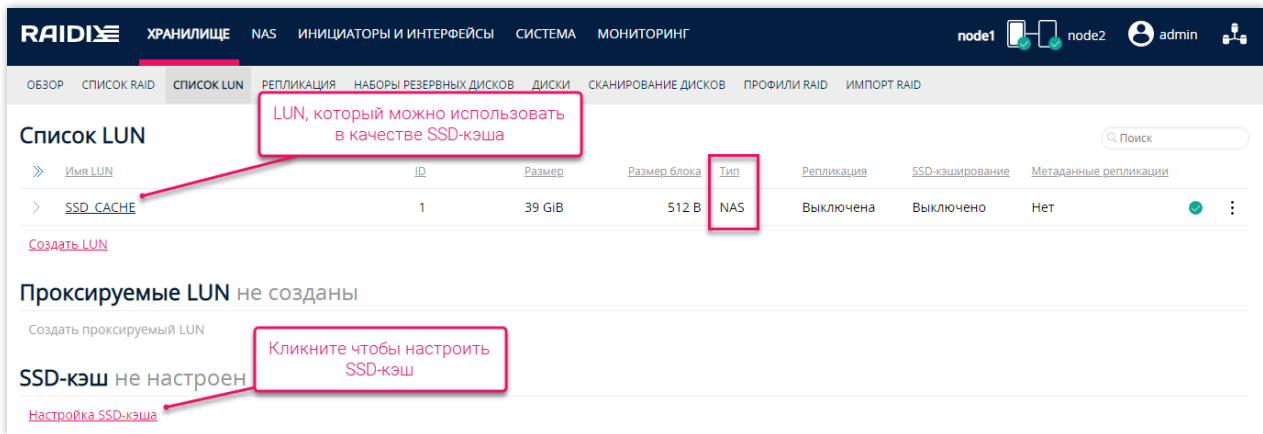 RAIDIX ХРАНИЛИЩЕ NAS ИНИЦИАТОРЫ И ИНТЕРФЕЙСЫ СИСТЕМА МОНИТОРИНГ node1 node2 admin
ОБЗОР СПИСОК RAID СПИСОК LUN РЕПЛИКАЦИЯ НАБОРЫ РЕЗЕРВНЫХ ДИСКОВ ДИСКИ СКАНИРОВАНИЕ ДИСКОВ ПРОФИЛИ RAID ИМПОРТ RAID
LUN, который можно использовать
в качестве SSD-кэша
Список LUN
Поиск
Имя LUN ID Размер Размер блока Тип Репликация SSD-кэширование Метаданные репликации
SSD_CACHE 1 39 GiB 512 B NAS Выключена Выключено Нет
Создать LUN
Проксируемые LUN не созданы
Создать проксируемый LUN
Кликните чтобы настроить
SSD-кэш
SSD-кэш не настроен
Настройка SSD-кэша